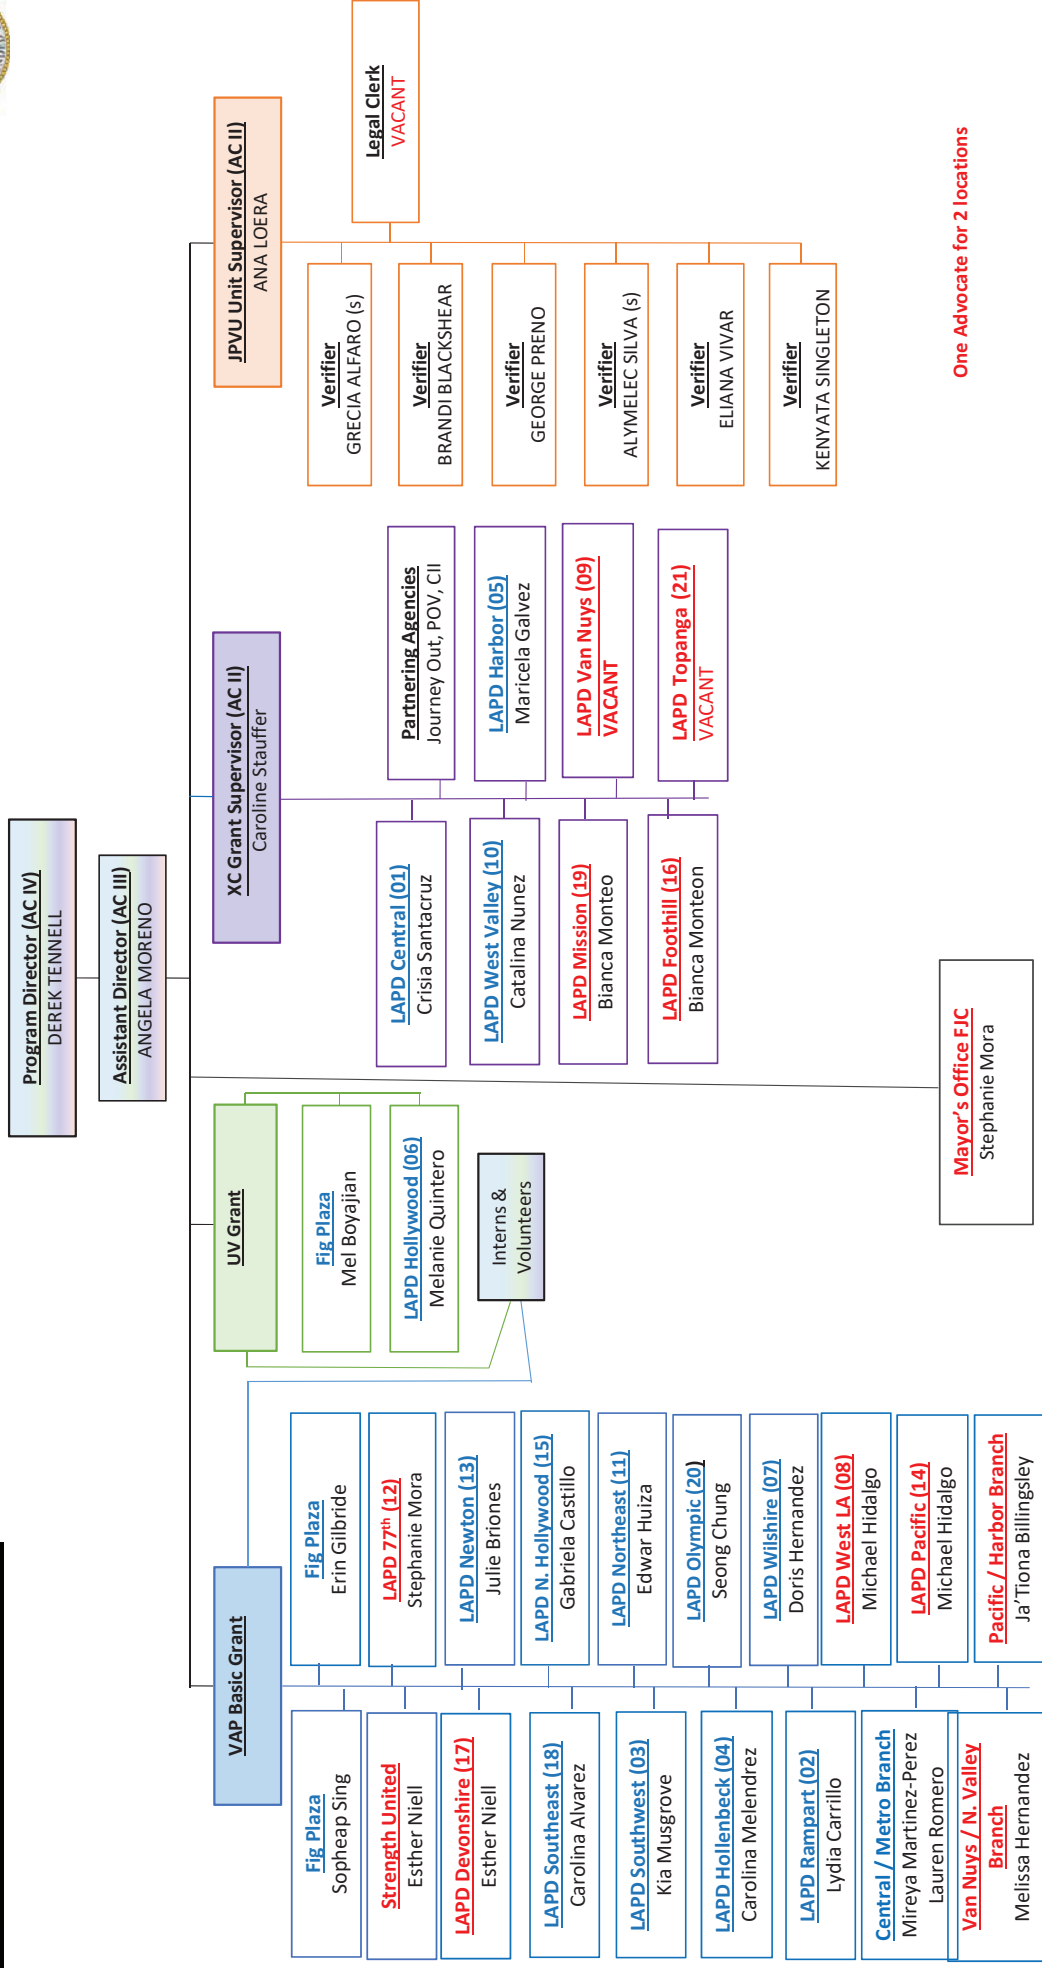 Program Director (AC IV)
DEREK TENNELL
Assistant Director (AC III)
ANGELA MORENO
VAP Basic Grant
Fig Plaza
Sopheap Sing
Strength United
Esther Niell
LAPD Devonshire (17)
Esther Niell
LAPD Southeast (18)
Carolina Alvarez
LAPD Southwest (03)
Kia Musgrove
LAPD Hollenbeck (04)
Carolina Melendrez
LAPD Rampart (02)
Lydia Carrillo
Central / Metro Branch
Mireya Martinez-Perez
Lauren Romero
Van Nuys / N. Valley
Branch
Melissa Hernandez
Fig Plaza
Erin Gilbride
LAPD 77th (12)
Stephanie Mora
LAPD Newton (13)
Julie Briones
LAPD N. Hollywood (15)
Gabriela Castillo
LAPD Northeast (11)
Edwar Huiza
LAPD Olympic (20)
Seong Chung
LAPD Wilshire (07)
Doris Hernandez
LAPD West LA (08)
Michael Hidalgo
LAPD Pacific (14)
Michael Hidalgo
Pacific / Harbor Branch
Ja'Tiona Billingsley
UV Grant
Fig Plaza
Mel Boyajian
LAPD Hollywood (06)
Melanie Quintero
Interns &
Volunteers
Mayor's Office FJC
Stephanie Mora
XC Grant Supervisor (AC II)
Caroline Stauffer
LAPD Central (01)
Crisia Santacruz
LAPD West Valley (10)
Catalina Nunez
LAPD Mission (19)
Bianca Monteo
LAPD Foothill (16)
Bianca Monteon
Partnering Agencies
Journey Out, POV, CII
LAPD Harbor (05)
Maricela Galvez
LAPD Van Nuys (09)
VACANT
LAPD Topanga (21)
VACANT
JPVU Unit Supervisor (AC II)
ANA LOERA
Verifier
GRECIA ALFARO (s)
Verifier
BRANDI BLACKSHEAR
Verifier
GEORGE PRENO
Verifier
ALYMELEC SILVA (s)
Verifier
ELIANA VIVAR
Verifier
KENYATA SINGLETON
Legal Clerk
VACANT
One Advocate for 2 locations